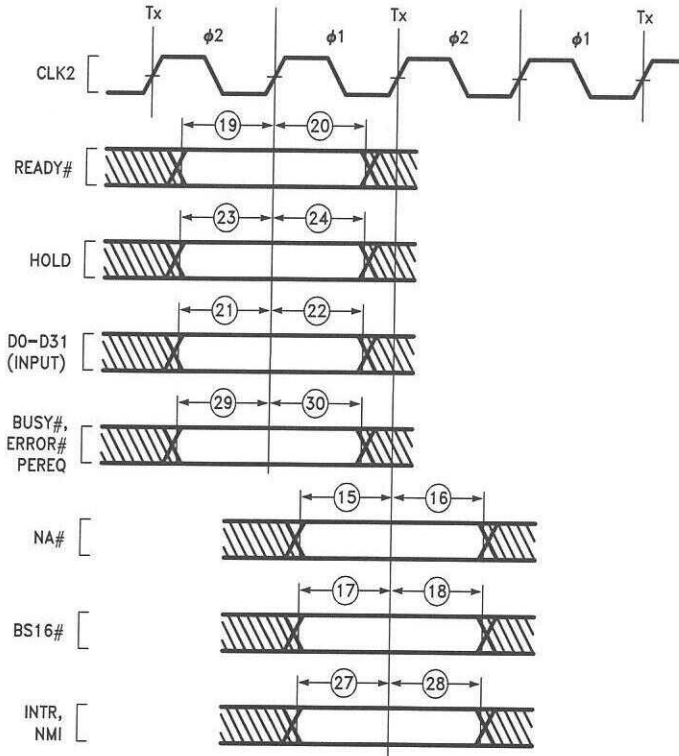 Tx Tx Tx
φ2 φ1 φ2 φ1
CLK2
19 20
READY#
23 24
HOLD
21 22
D0-D31
(INPUT)
29 30
BUSY#,
ERROR#
PEREQ
15 16
NA#
17 18
BS16#
27 28
INTR,
NMI